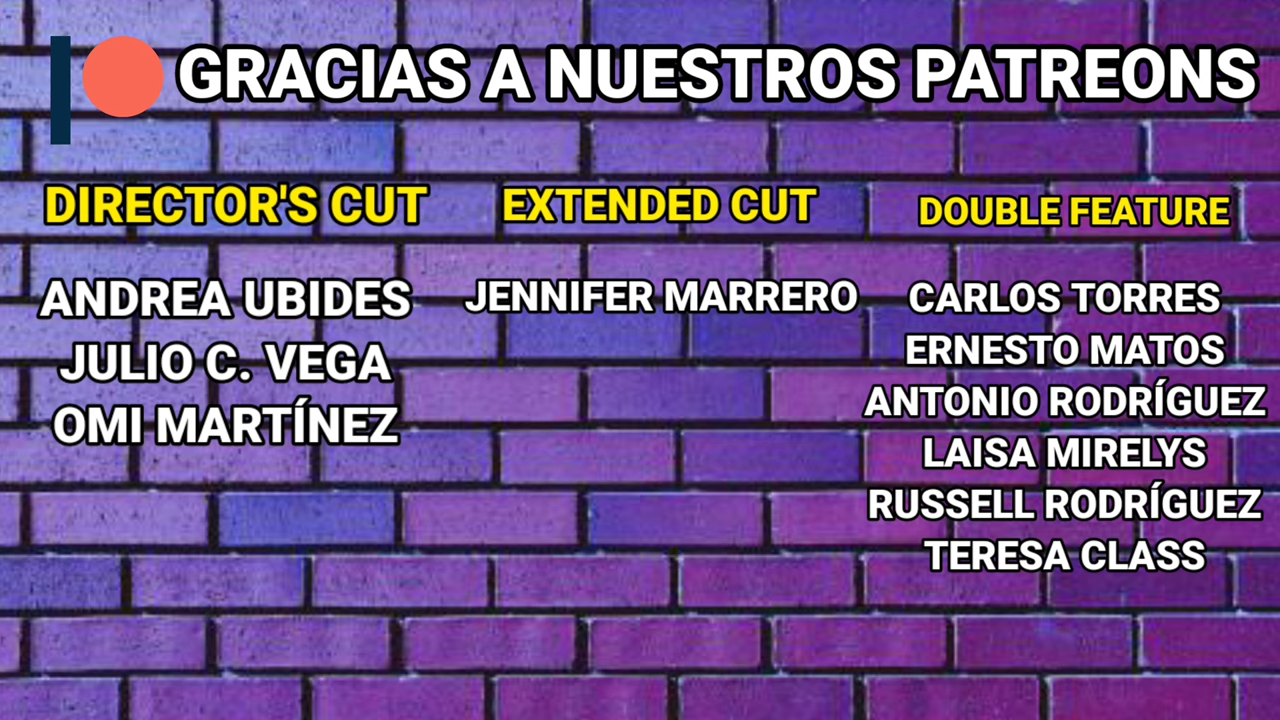 GRACIAS A NUESTROS PATREONS
DIRECTOR'S CUT
ANDREA UBIDES
JULIO C. VEGA
OMI MARTÍNEZ
EXTENDED CUT
JENNIFER MARRERO
DOUBLE FEATURE
CARLOS TORRES
ERNESTO MATOS
ANTONIO RODRÍGUEZ
LAISA MIRELYS
RUSSELL RODRÍGUEZ
TERESA CLASS